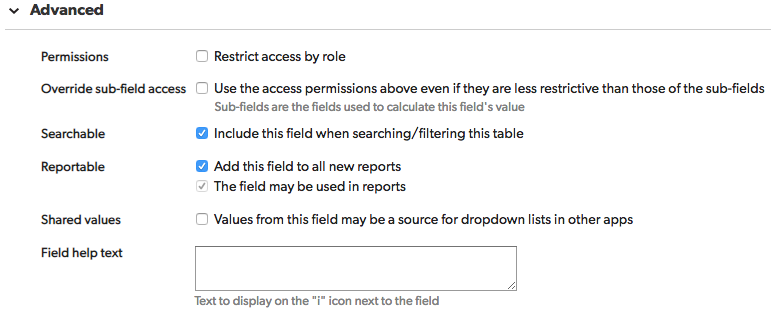 Advanced
Permissions Restrict access by role
Override sub-field access Use the access permissions above even if they are less restrictive than those of the sub-fields
Sub-fields are the fields used to calculate this field's value
Searchable Include this field when searching/filtering this table
Reportable Add this field to all new reports
The field may be used in reports
Shared values Values from this field may be a source for dropdown lists in other apps
Field help text
Text to display on the "i" icon next to the field